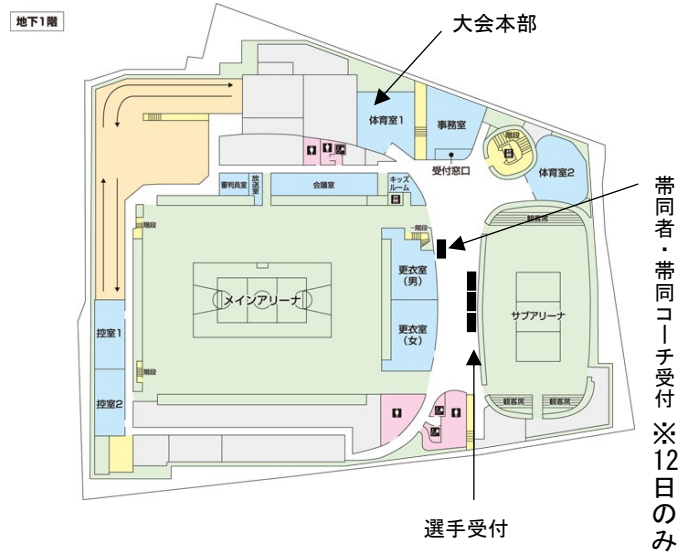 地下1階
大会本部
体育室1
事務室
階段
受付窓口
体育室2
審判員室
放送室
会議室
キッズ
ルーム
帯同者・帯同コーチ受付 ※12日のみ
観客席
階段
階段
更衣室
(男)
メインアリーナ
サブアリーナ
控室1
更衣室
(女)
階段
控室2
観客席
観客席
選手受付